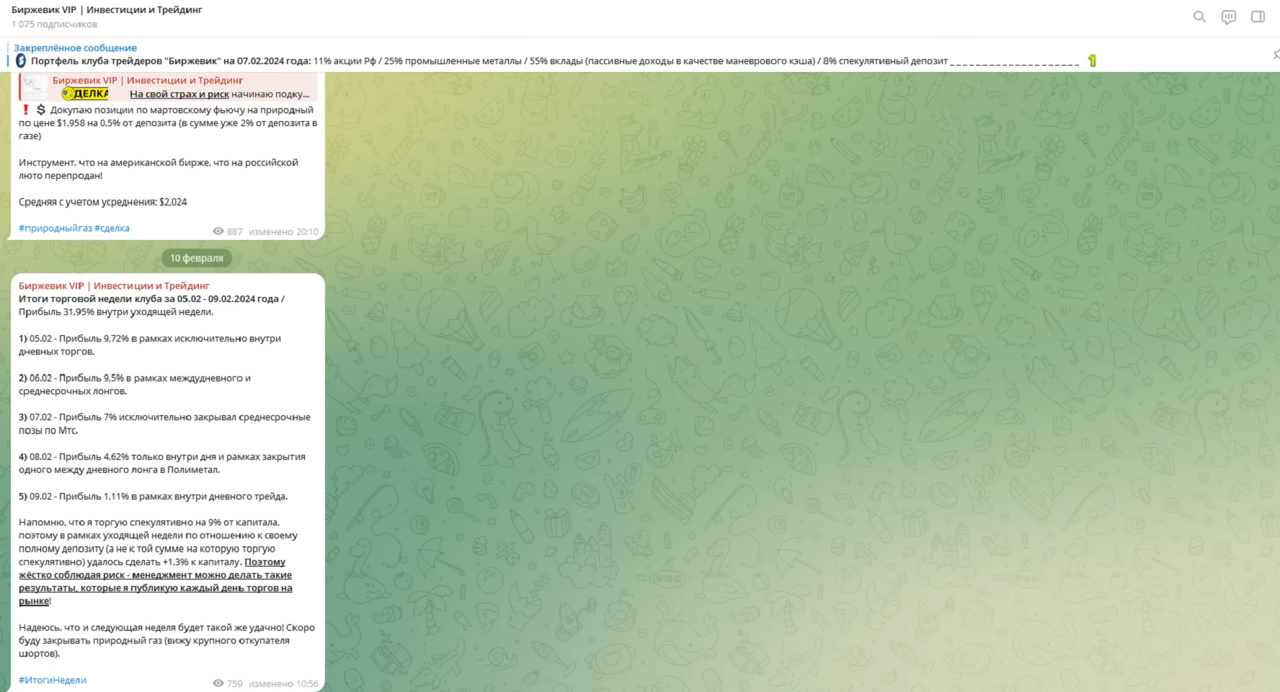 Биржевик VIP | Инвестиции и Трейдинг
1 075 подписчиков
Закреплённое сообщение
Портфель клуба трейдеров "Биржевик" на 07.02.2024 года: 11% акции Рф / 25% промышленные металлы / 55% вклады (пассивные доходы в качестве маневрового кэша) / 8% спекулятивный депозит _ _ _ _ _ _ _ _ _ _ _ _ _ _ _ _ _ _ _ _
Биржевик VIP | Инвестиции и Трейдинг
ДЕЛКА На свой страх и риск начинаю подку...
❗ $ Докупаю позиции по мартовскому фьючу на природный
по цене $1,958 на 0,5% от депозита (в сумме уже 2% от депозита в
газе)
Инструмент, что на американской бирже, что на российской
люто перепродан!
Средняя с учетом усреднения: $2,024
#природныйгаз #сделка
887 изменено 20:10
10 февраля
Биржевик VIP | Инвестиции и Трейдинг
Итоги торговой недели клуба за 05.02 - 09.02.2024 года /
Прибыль 31,95% внутри уходящей недели.
1) 05.02 - Прибыль 9,72% в рамках исключительно внутри
дневных торгов.
2) 06.02 - Прибыль 9,5% в рамках междудневного и
среднесрочных лонгов.
3) 07.02 - Прибыль 7% исключительно закрывал среднесрочные
позы по Мтс.
4) 08.02 - Прибыль 4,62% только внутри дня и рамках закрытия
одного между дневного лонга в Полиметал.
5) 09.02 - Прибыль 1,11% в рамках внутри дневного трейда.
Напомню, что я торгую спекулятивно на 9% от капитала,
поэтому в рамках уходящей недели по отношению к своему
полному депозиту (а не к той сумме на которую торгую
спекулятивно) удалось сделать +1,3% к капиталу. Поэтому
жёстко соблюдая риск - менеджмент можно делать такие
результаты, которые я публикую каждый день торгов на
рынке!
Надеюсь, что и следующая неделя будет такой же удачно! Скоро
буду закрывать природный газ (вижу крупного откупателя
шортов).
#ИтогиНедели
759 изменено 10:56